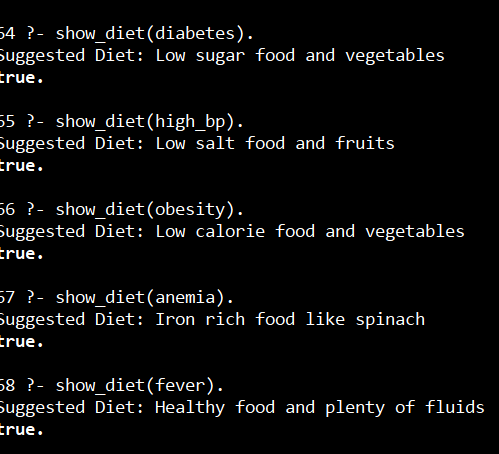 64 ?- show_diet(diabetes).
Suggested Diet: Low sugar food and vegetables
true.
65 ?- show_diet(high_bp).
Suggested Diet: Low salt food and fruits
true.
66 ?- show_diet(obesity).
Suggested Diet: Low calorie food and vegetables
true.
67 ?- show_diet(anemia).
Suggested Diet: Iron rich food like spinach
true.
68 ?- show_diet(fever).
Suggested Diet: Healthy food and plenty of fluids
true.